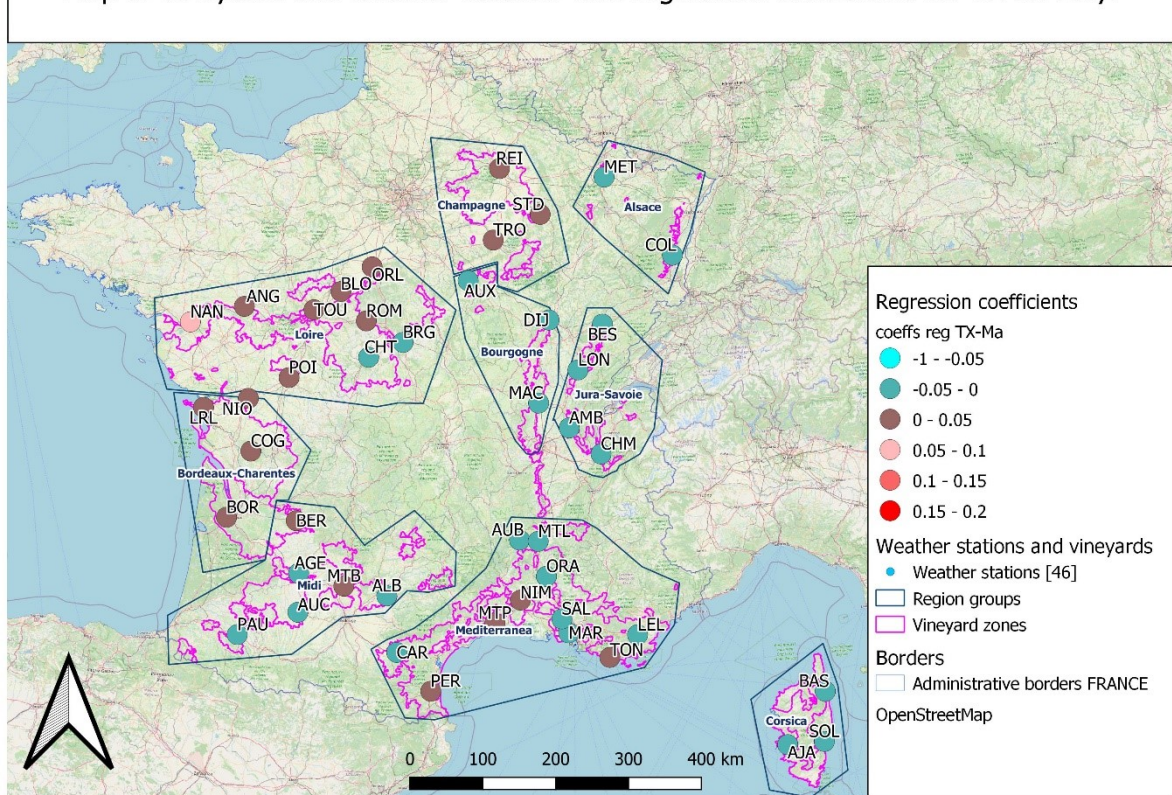 REI
MET
Champagne
STD
Alsace
TRO
COL
ORL
AUX
BLO
ANG
NAN
TOU
ROM
DIJ
BES
Loire
BRG
CHT
LON
Bourgogne
POI
Jura-Savoie
MAC
NIO
LRL
AMB
COG
CHM
Bordeaux-Charentes
BOR
BER
AUB
MTL
AGE
ORA
MTB
Midi
ALB
NIM
AUC
MTP
SAL
PAU
Mediterranea
MAR
LEL
CAR
TON
PER
BAS
Corsica
SOL
AJA
0 100 200 300 400 km
Regression coefficients
coeffs reg TX-Ma
-1 - -0.05
-0.05 - 0
0 - 0.05
0.05 - 0.1
0.1 - 0.15
0.15 - 0.2
Weather stations and vineyards
Weather stations [46]
Region groups
Vineyard zones
Borders
Administrative borders FRANCE
OpenStreetMap